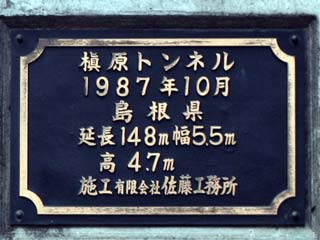 槇原トンネル
1987年10月
島根県
延長148m幅5.5m
高 4.7m
施工有限会社佐藤工務所